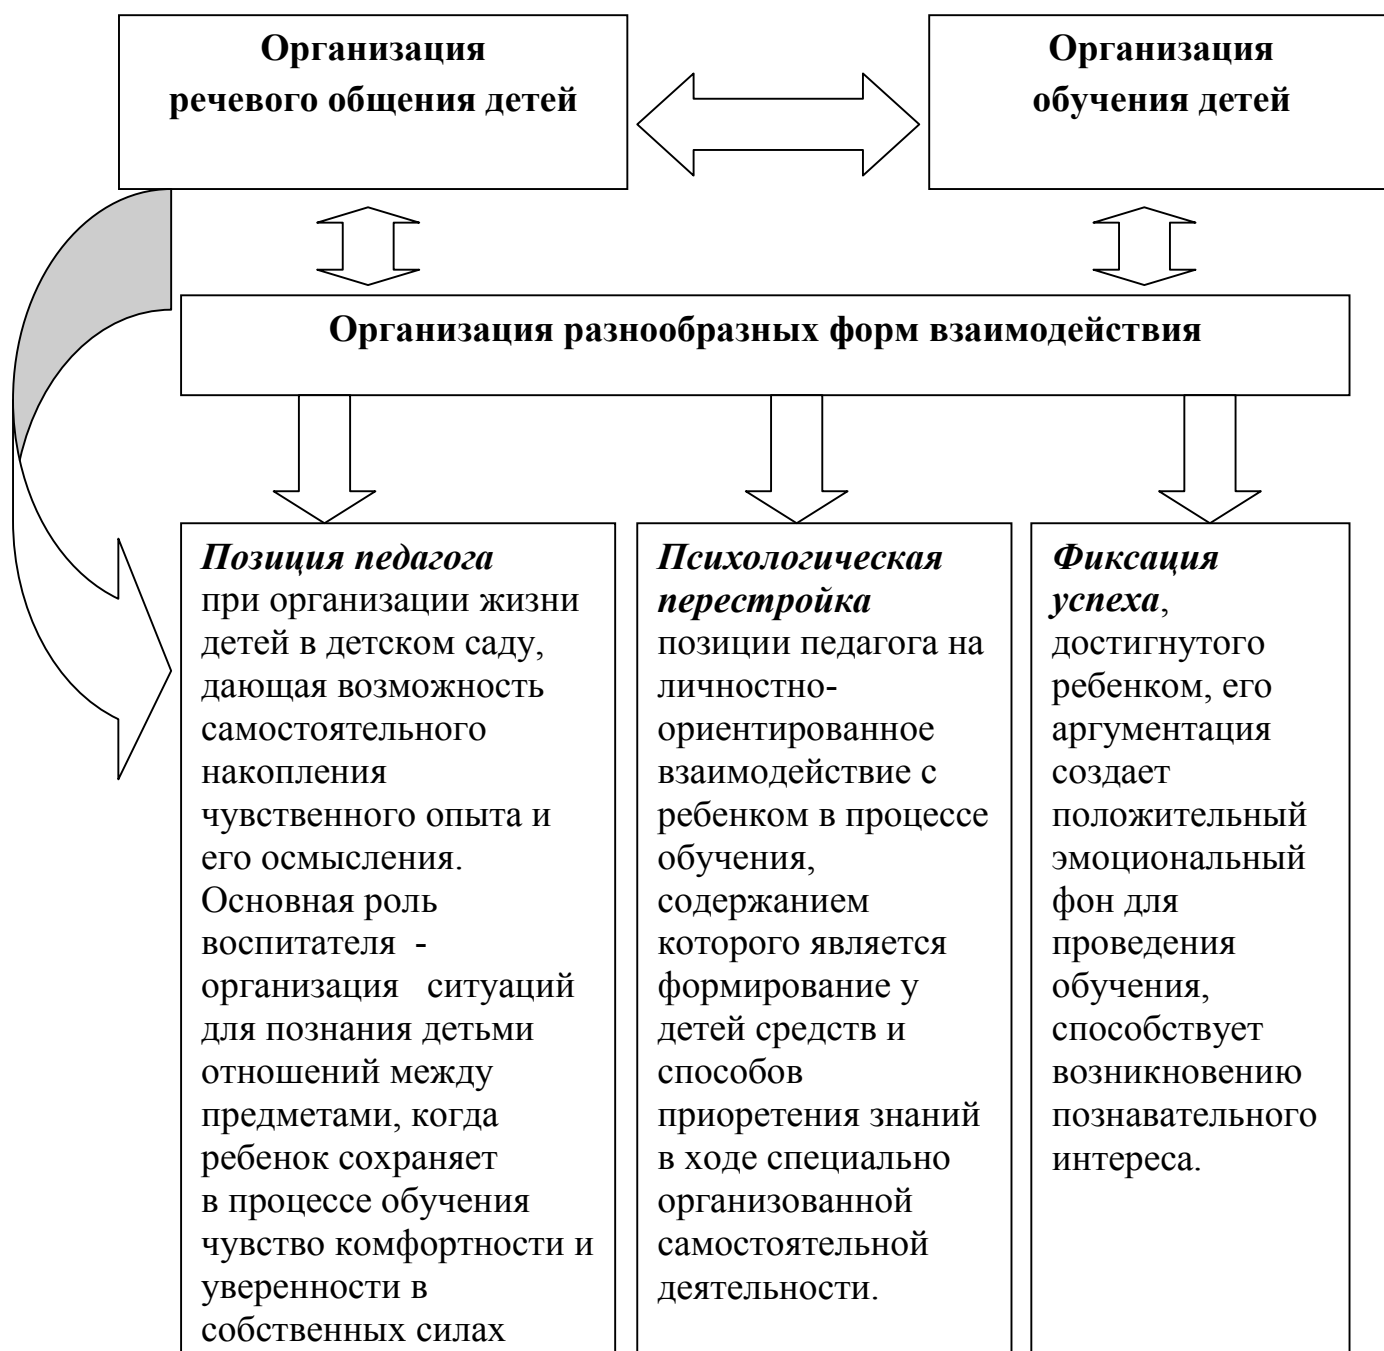 Организация
речевого общения детей
Организация
обучения детей
Организация разнообразных форм взаимодействия
Позиция педагога
при организации жизни
детей в детском саду,
дающая возможность
самостоятельного
накопления
чувственного опыта и
его осмысления.
Основная роль
воспитателя -
организация ситуаций
для познания детьми
отношений между
предметами, когда
ребенок сохраняет
в процессе обучения
чувство комфортности и
уверенности в
собственных силах
Психологическая
перестройка
позиции педагога на
личностно-
ориентированное
взаимодействие с
ребенком в процессе
обучения,
содержанием
которого является
формирование у
детей средств и
способов
приоретения знаний
в ходе специально
организованной
самостоятельной
деятельности.
Фиксация
успеха,
достигнутого
ребенком, его
аргументация
создает
положительный
эмоциональный
фон для
проведения
обучения,
способствует
возникновению
познавательного
интереса.